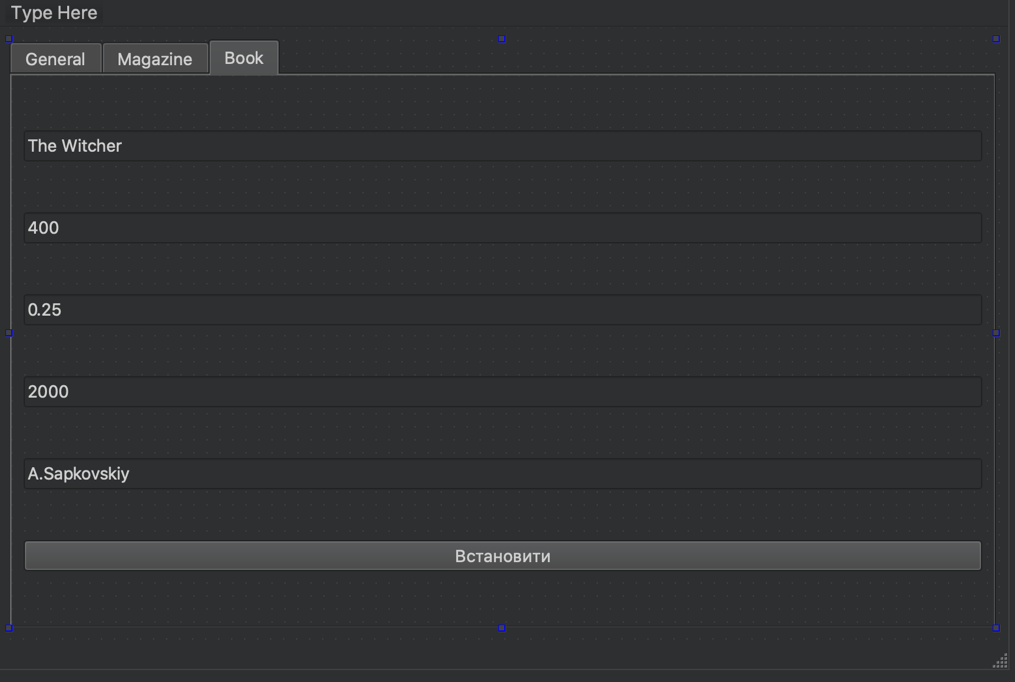 Type Here
General Magazine Book
The Witcher
400
0.25
2000
A.Sapkovskiy
Встановити